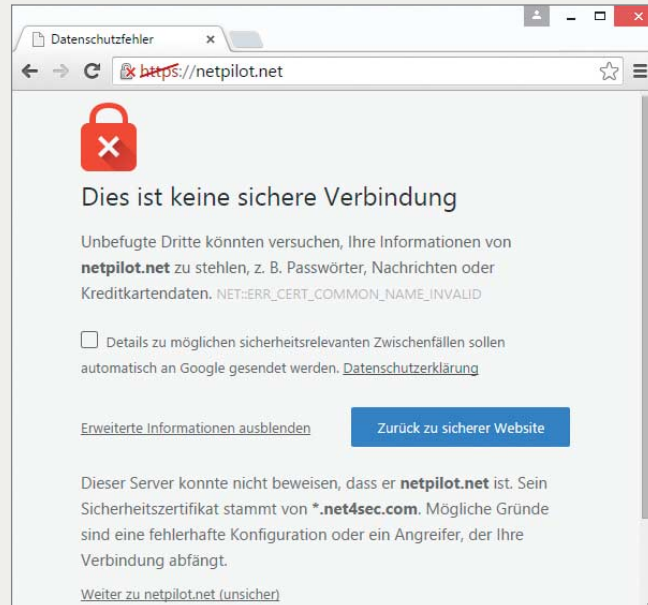 Datenschutzfehler
https://netpilot.net
Dies ist keine sichere Verbindung
Unbefugte Dritte könnten versuchen, Ihre Informationen von
netpilot.net zu stehlen, z. B. Passwörter, Nachrichten oder
Kreditkartendaten. NET::ERR_CERT_COMMON_NAME_INVALID
Details zu möglichen sicherheitsrelevanten Zwischenfällen sollen
automatisch an Google gesendet werden. Datenschutzerklärung
Erweiterte Informationen ausblenden
Zurück zu sicherer Website
Dieser Server konnte nicht beweisen, dass er netpilot.net ist. Sein
Sicherheitszertifikat stammt von *.net4sec.com. Mögliche Gründe
sind eine fehlerhafte Konfiguration oder ein Angreifer, der Ihre
Verbindung abfängt.
Weiter zu netpilot.net (unsicher)